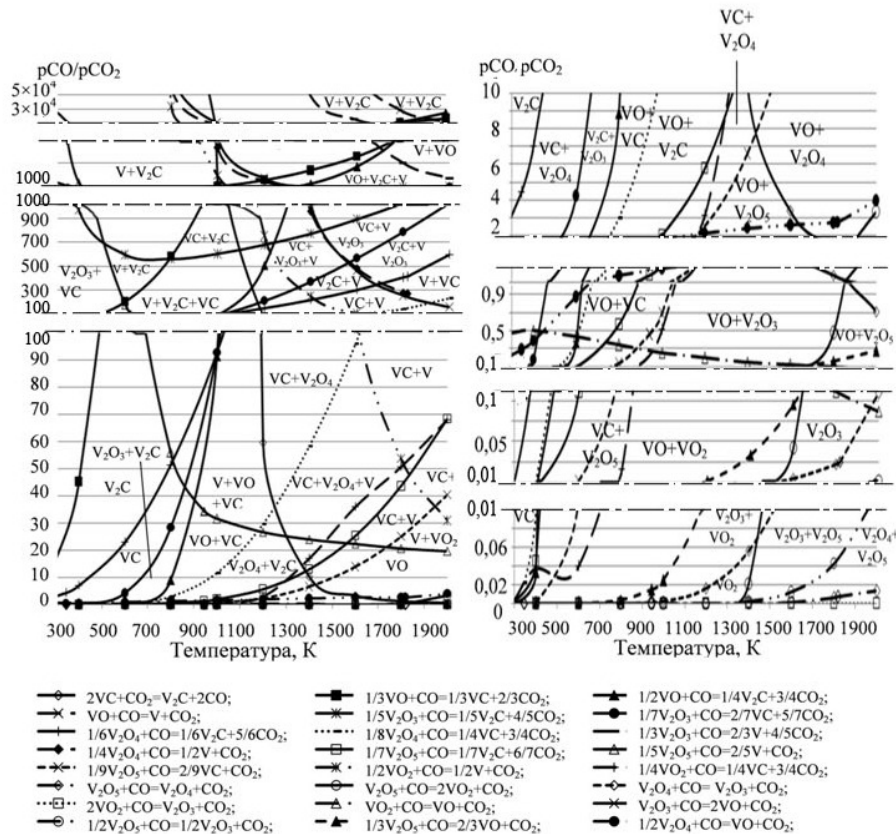 pCO/pCO₂
5×10⁴
3×10⁴
V+V₂C
V+V₂C
V+V₂C
V+VO
VO+V₂C+V
1000
1000
900
700
500
300
100
VC+V₂C
V+V₂C
V₂O₃+
VC
V+V₂C+VC
VC+
V₂O₃+V
V₂O₃
VC+V
V₂C+V
V₂C+V
V+VC
VC+V
100
90
80
70
60
50
40
30
20
10
0
VC+V₂O₄
VC+V
V₂O₃+V₂C
V₂C
V+VO
+VC
VC+V₂O₄+V
VC+
VC+V
V+VO₂
VC
VO+VC
V₂O₄+V₂C
VO
300 500 700 900 1100 1300 1500 1700 1900
Температура, К
VC+
V₂O₄
pCO/pCO₂
10
9
8
7
6
5
4
3
2
V₂C
VC+
V₂O₄
V₂C+
V₂O₃
VO+
VC
VO+
V₂C
VO+
V₂O₅
VO+
V₂O₄
0,9
0,5
0,1
VO+VC
VO+V₂O₃
VO+V₂O₅
0,1
0,05
0,01
VC+
V₂O₅
VO+VO₂
V₂O₃
0,01
0,06
0,02
0
VC
V₂O₃+
VO₂
VO₂
V₂O₃+V₂O₅
V₂O₄+
V₂O₅
300 500 700 900 1100 1300 1500 1700 1900
Температура, К
2VC+CO₂=V₂C+2CO;
VO+CO=V+CO₂;
1/6V₂O₄+CO=1/6V₂C+5/6CO₂;
1/4V₂O₄+CO=1/2V+CO₂;
1/9V₂O₅+CO=2/9VC+CO₂;
V₂O₅+CO=V₂O₄+CO₂;
2VO₂+CO=V₂O₃+CO₂;
1/2V₂O₅+CO=1/2V₂O₃+CO₂;
1/3VO+CO=1/3VC+2/3CO₂;
1/5V₂O₃+CO=1/5V₂C+4/5CO₂;
1/8V₂O₄+CO=1/4VC+3/4CO₂;
1/7V₂O₅+CO=1/7V₂C+6/7CO₂;
1/2VO₂+CO=1/2V+CO₂;
V₂O₅+CO=2VO₂+CO₂;
VO₂+CO=VO+CO₂;
1/3V₂O₅+CO=2/3VO+CO₂;
1/2VO+CO=1/4V₂C+3/4CO₂;
1/7V₂O₃+CO=2/7VC+5/7CO₂;
1/3V₂O₃+CO=2/3V+4/5CO₂;
1/5V₂O₅+CO=2/5V+CO₂;
1/4VO₂+CO=1/4VC+3/4CO₂;
V₂O₄+CO= V₂O₃+CO₂;
V₂O₃+CO=2VO+CO₂;
1/2V₂O₄+CO=VO+CO₂;